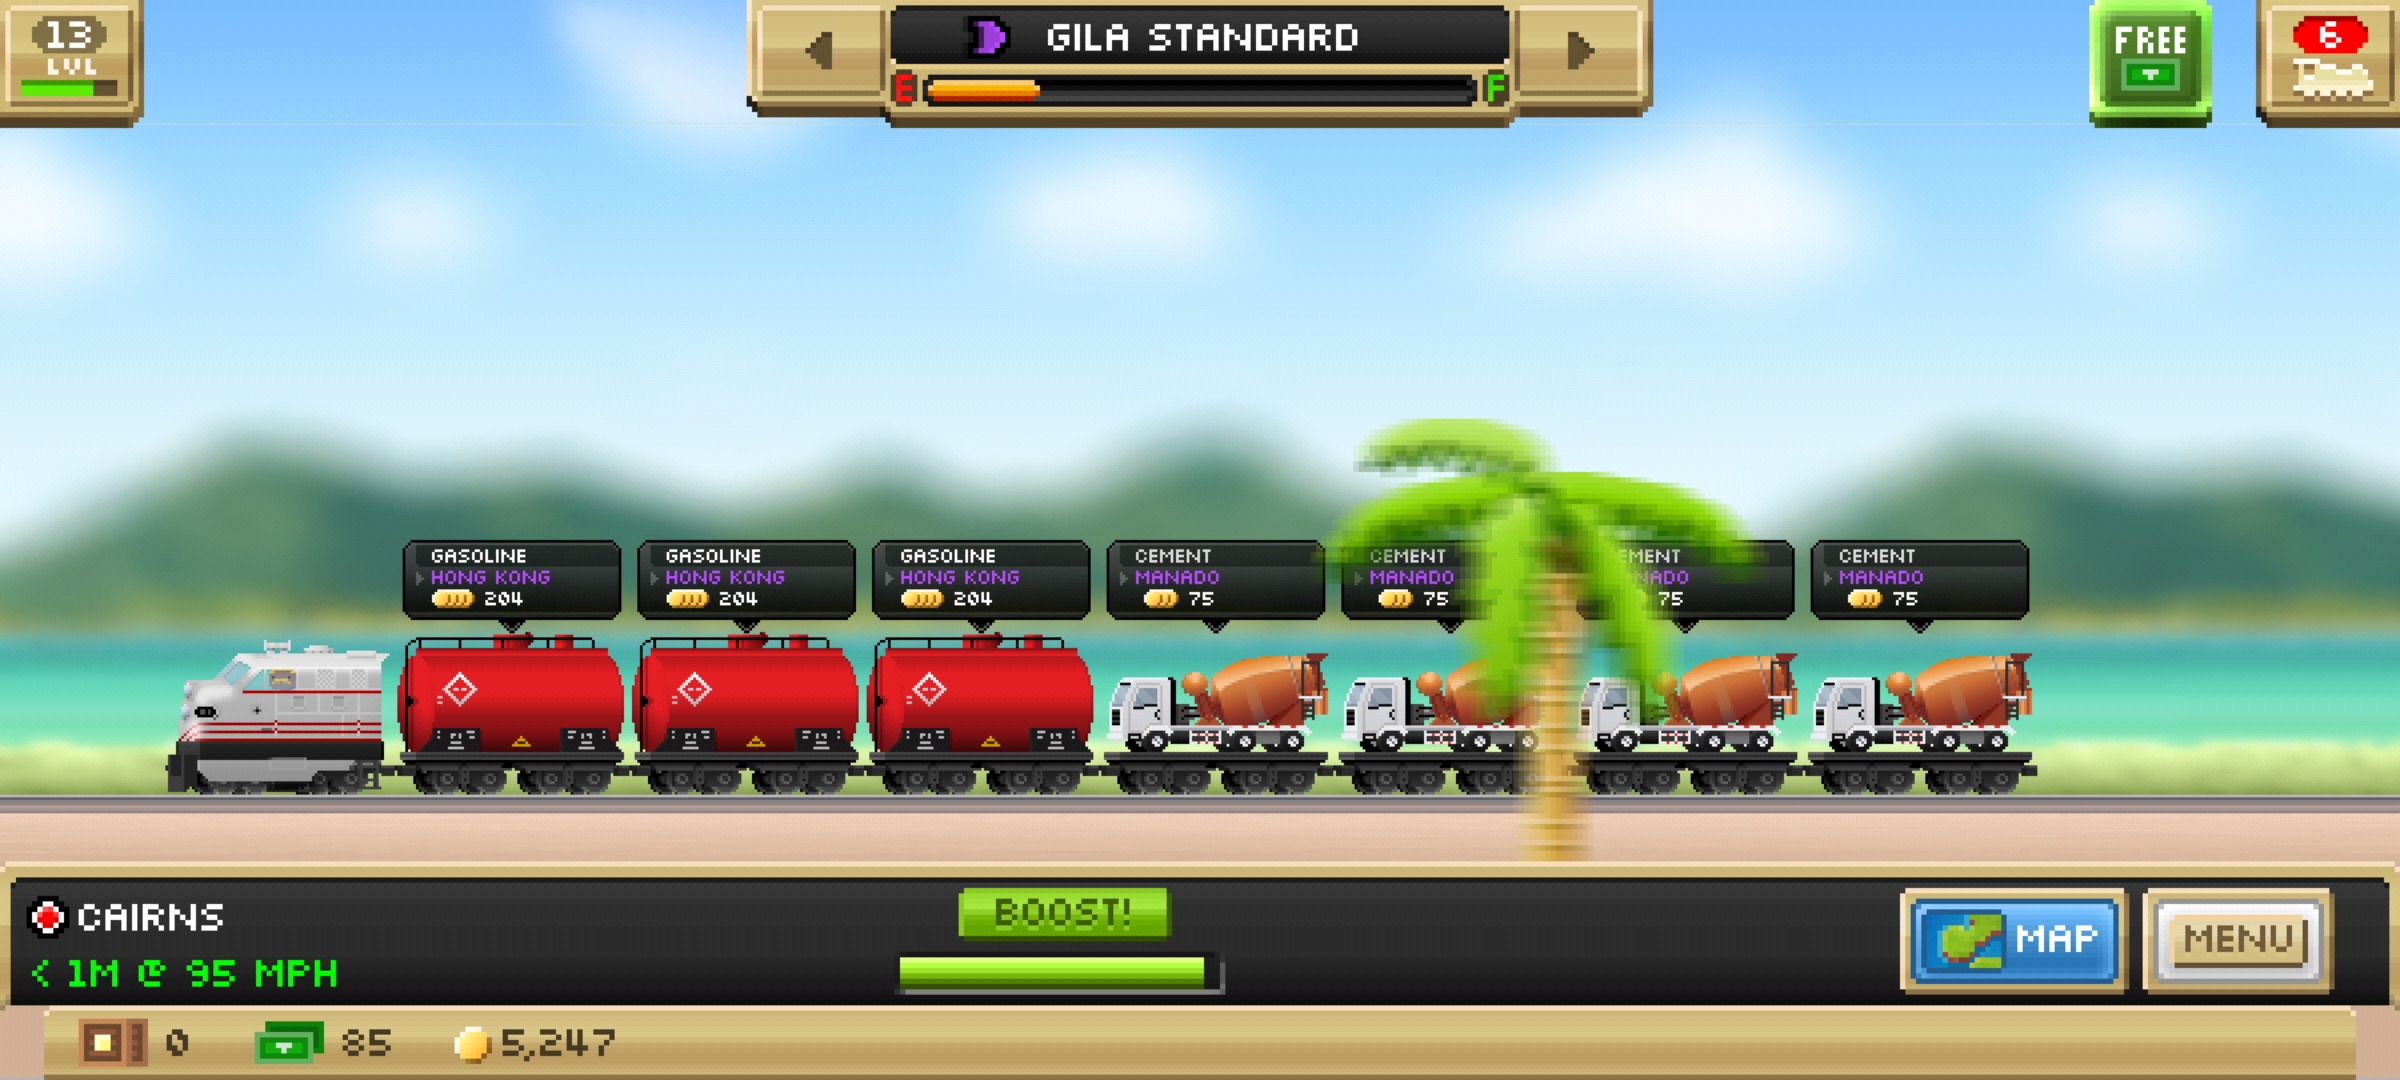 13
LVL
GILA STANDARD
E F
FREE
6
GASOLINE
HONG KONG
204
GASOLINE
HONG KONG
204
GASOLINE
HONG KONG
204
CEMENT
MANADO
75
CEMENT
MANADO
75
EMENT
NADO
75
CEMENT
MANADO
75
CAIRNS
< 1M @ 95 MPH
BOOST!
MAP
MENU
0
85
5,247